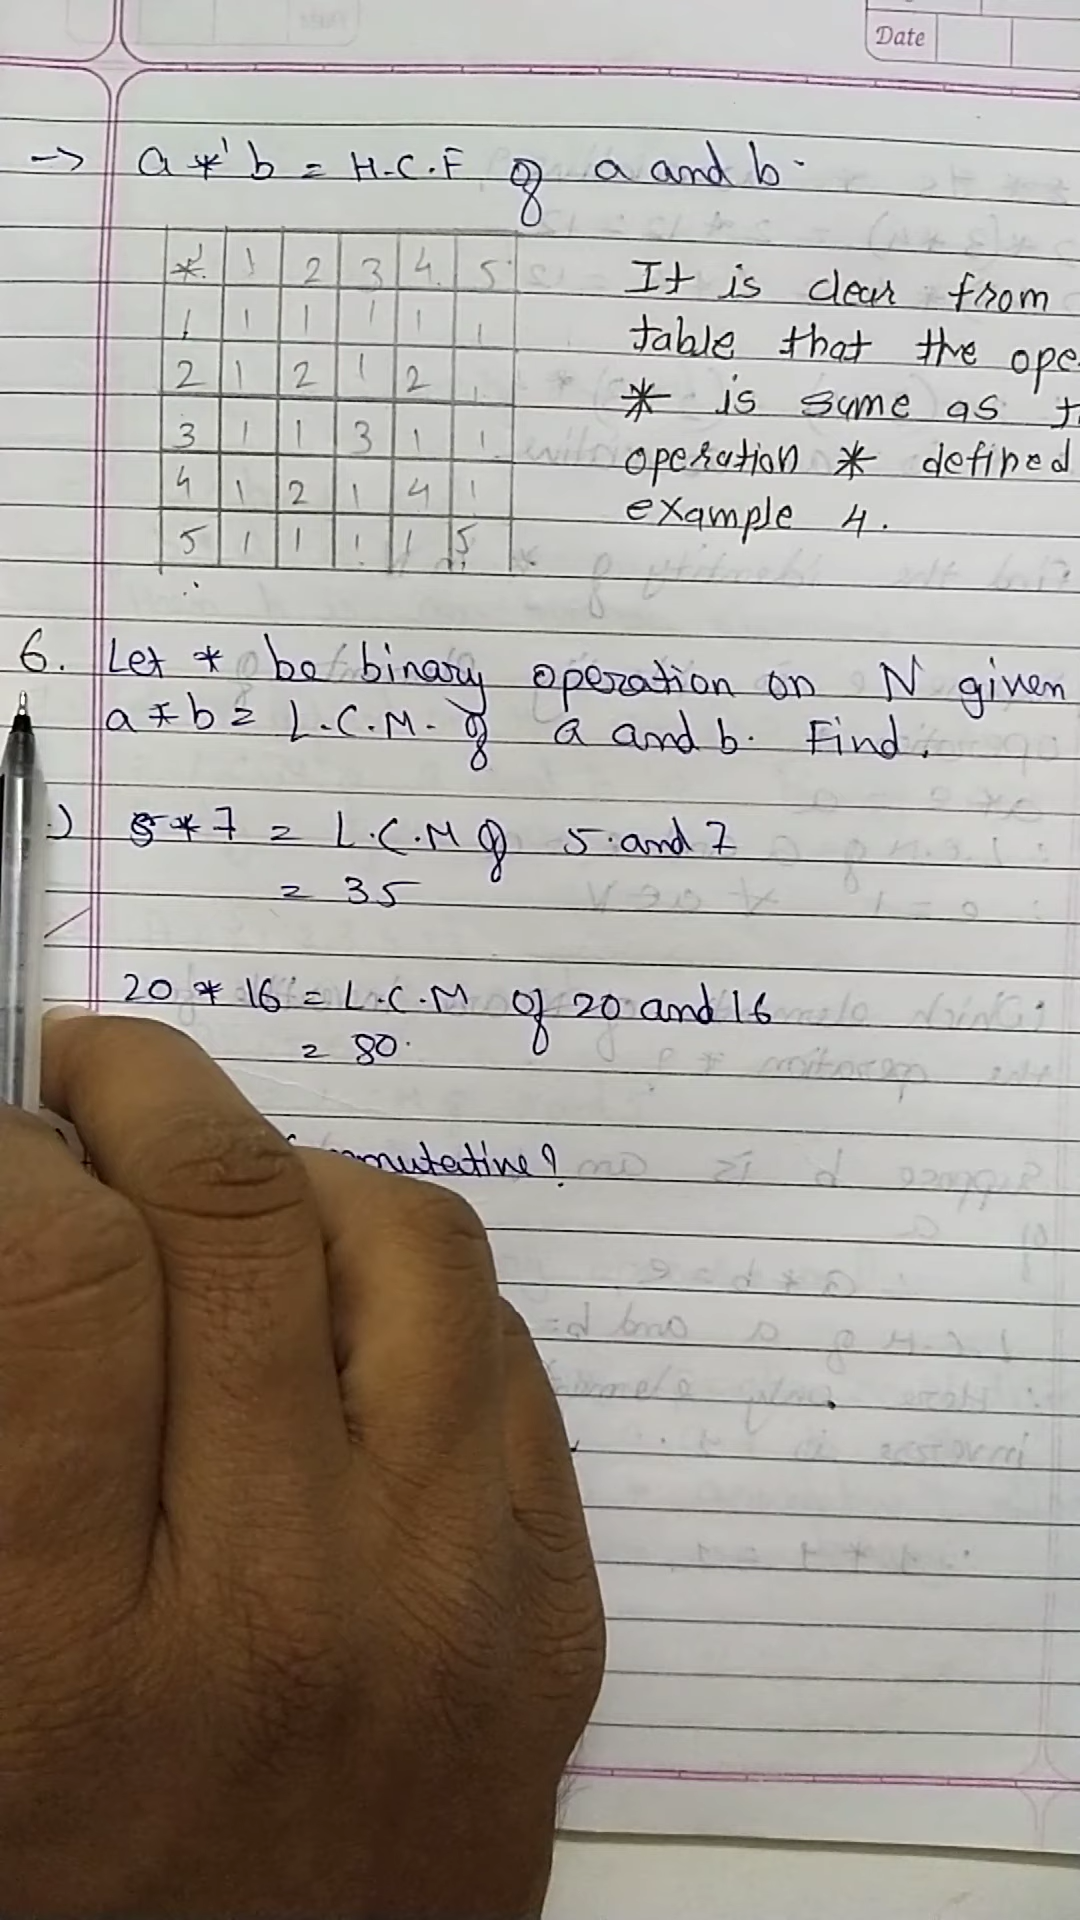 Date
-> a *' b = H.C.F of a and b.
*' 1 2 3 4 5
1 1 1 1 1 1
2 1 2 1 2 1
3 1 1 3 1 1
4 1 2 1 4 1
5 1 1 1 1 5
It is clear from
table that the ope
* is same as t
operation * defined
example 4.
6. Let * be binary operation on N given
a * b = L.C.M. of a and b. Find.
.) 5 * 7 = L.C.M of 5 and 7
= 35
20 * 16 = L.C.M of 20 and 16
= 80.
mmutative?